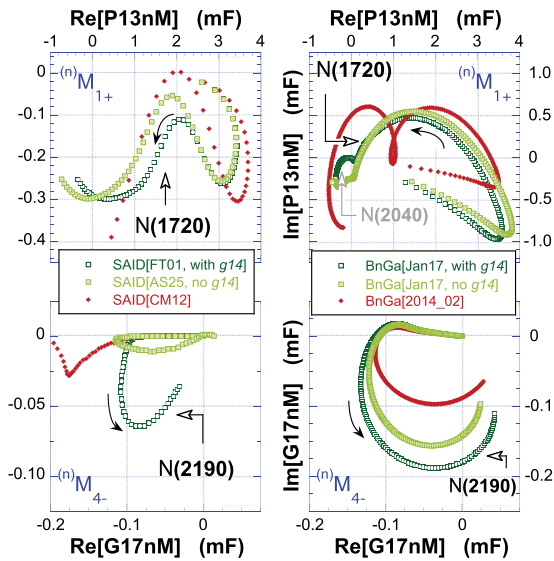 Re[P13nM] (mF) Re[P13nM] (mF)
-1 0 1 2 3 4 -1 0 1 2 3 4
0 -0.1 -0.2 -0.3 -0.4
(n)M1+
N(1720)
N(1720)
(n)M1+
N(2040)
Im[P13nM] (mF)
1.0 0.5 0 -0.5 -1.0
SAID[FT01, with g14]
SAID[AS25, no g14]
SAID[CM12]
BnGa[Jan17, with g14]
BnGa[Jan17, no g14]
BnGa[2014_02]
0 -0.05 -0.10
N(2190)
(n)M4-
Im[G17nM] (mF)
0 -0.1 -0.2
N(2190)
(n)M4-
-0.2 -0.1 0 -0.2 -0.1 0
Re[G17nM] (mF) Re[G17nM] (mF)